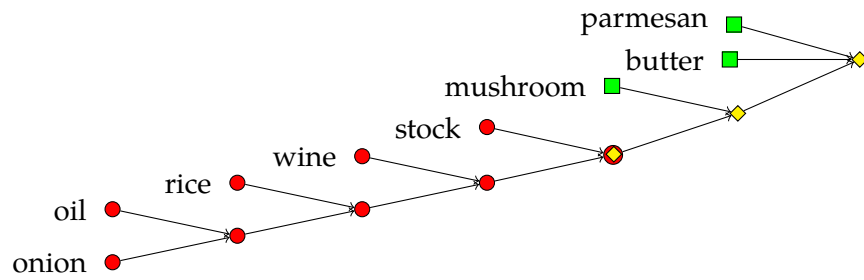 parmesan
butter
mushroom
stock
wine
rice
oil
onion